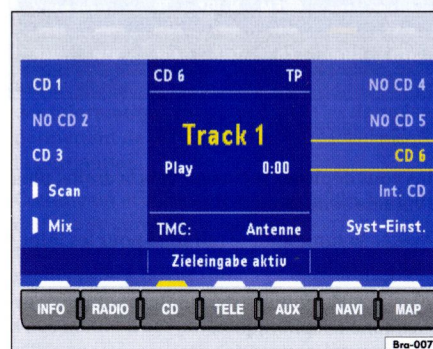 CD 1
NO CD 2
CD 3
Scan
Mix
CD 6 TP
Track 1
Play 0:00
TMC: Antenne
NO CD 4
NO CD 5
CD 6
Int. CD
Syst-Einst.
Zieleingabe aktiv
INFO RADIO CD TELE AUX NAVI MAP
Bra-007